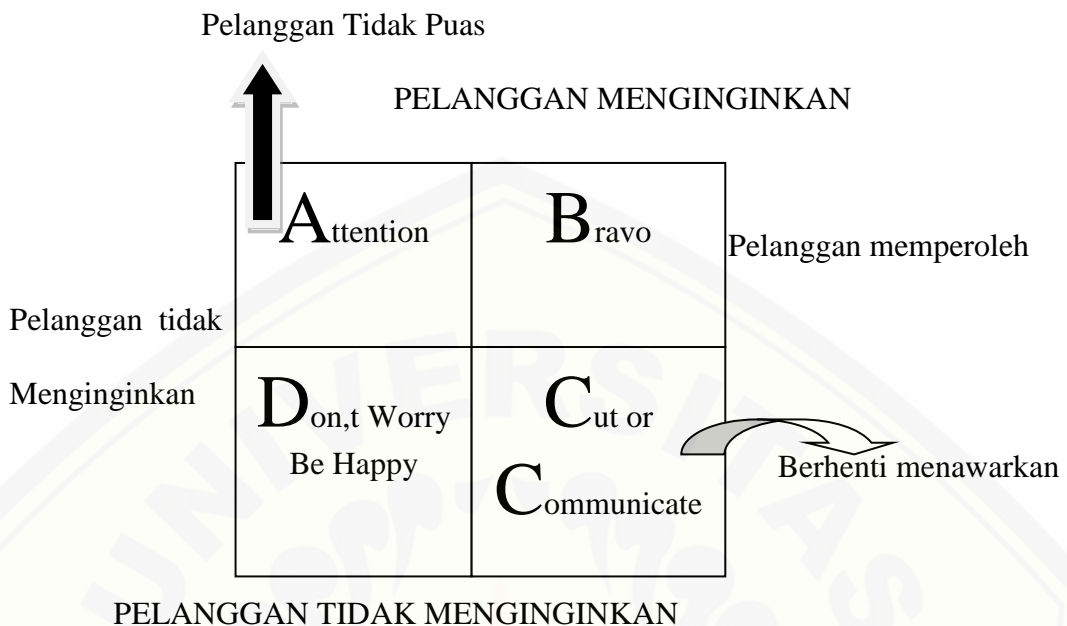 Pelanggan Tidak Puas
PELANGGAN MENGINGINKAN
Attention
Bravo
Pelanggan memperoleh
Pelanggan tidak
Menginginkan
Don,t Worry
Be Happy
Cut or
Communicate
Berhenti menawarkan
PELANGGAN TIDAK MENGINGINKAN
UNIVERSITAS